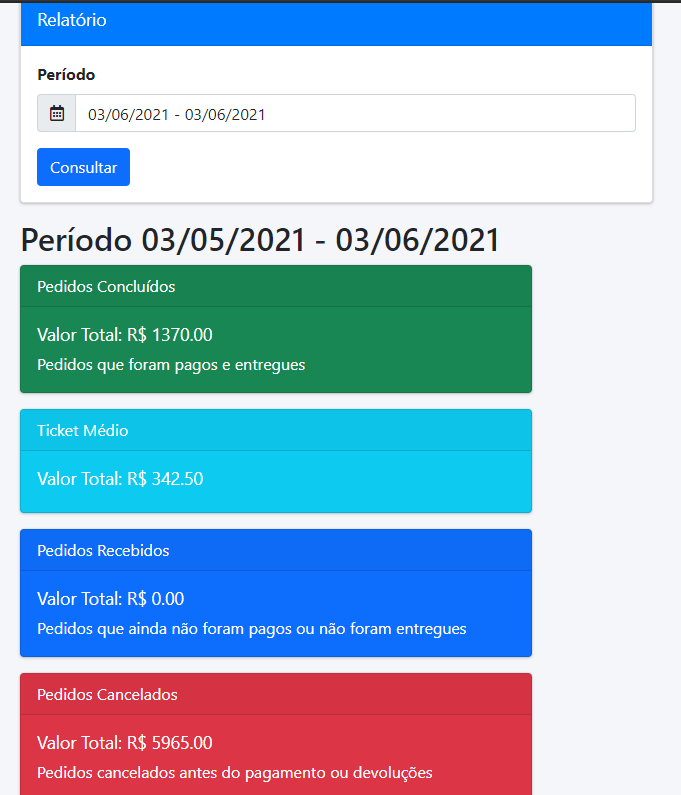 Relatório
Período
03/06/2021 - 03/06/2021
Consultar
Período 03/05/2021 - 03/06/2021
Pedidos Concluídos
Valor Total: R$ 1370.00
Pedidos que foram pagos e entregues
Ticket Médio
Valor Total: R$ 342.50
Pedidos Recebidos
Valor Total: R$ 0.00
Pedidos que ainda não foram pagos ou não foram entregues
Pedidos Cancelados
Valor Total: R$ 5965.00
Pedidos cancelados antes do pagamento ou devoluções